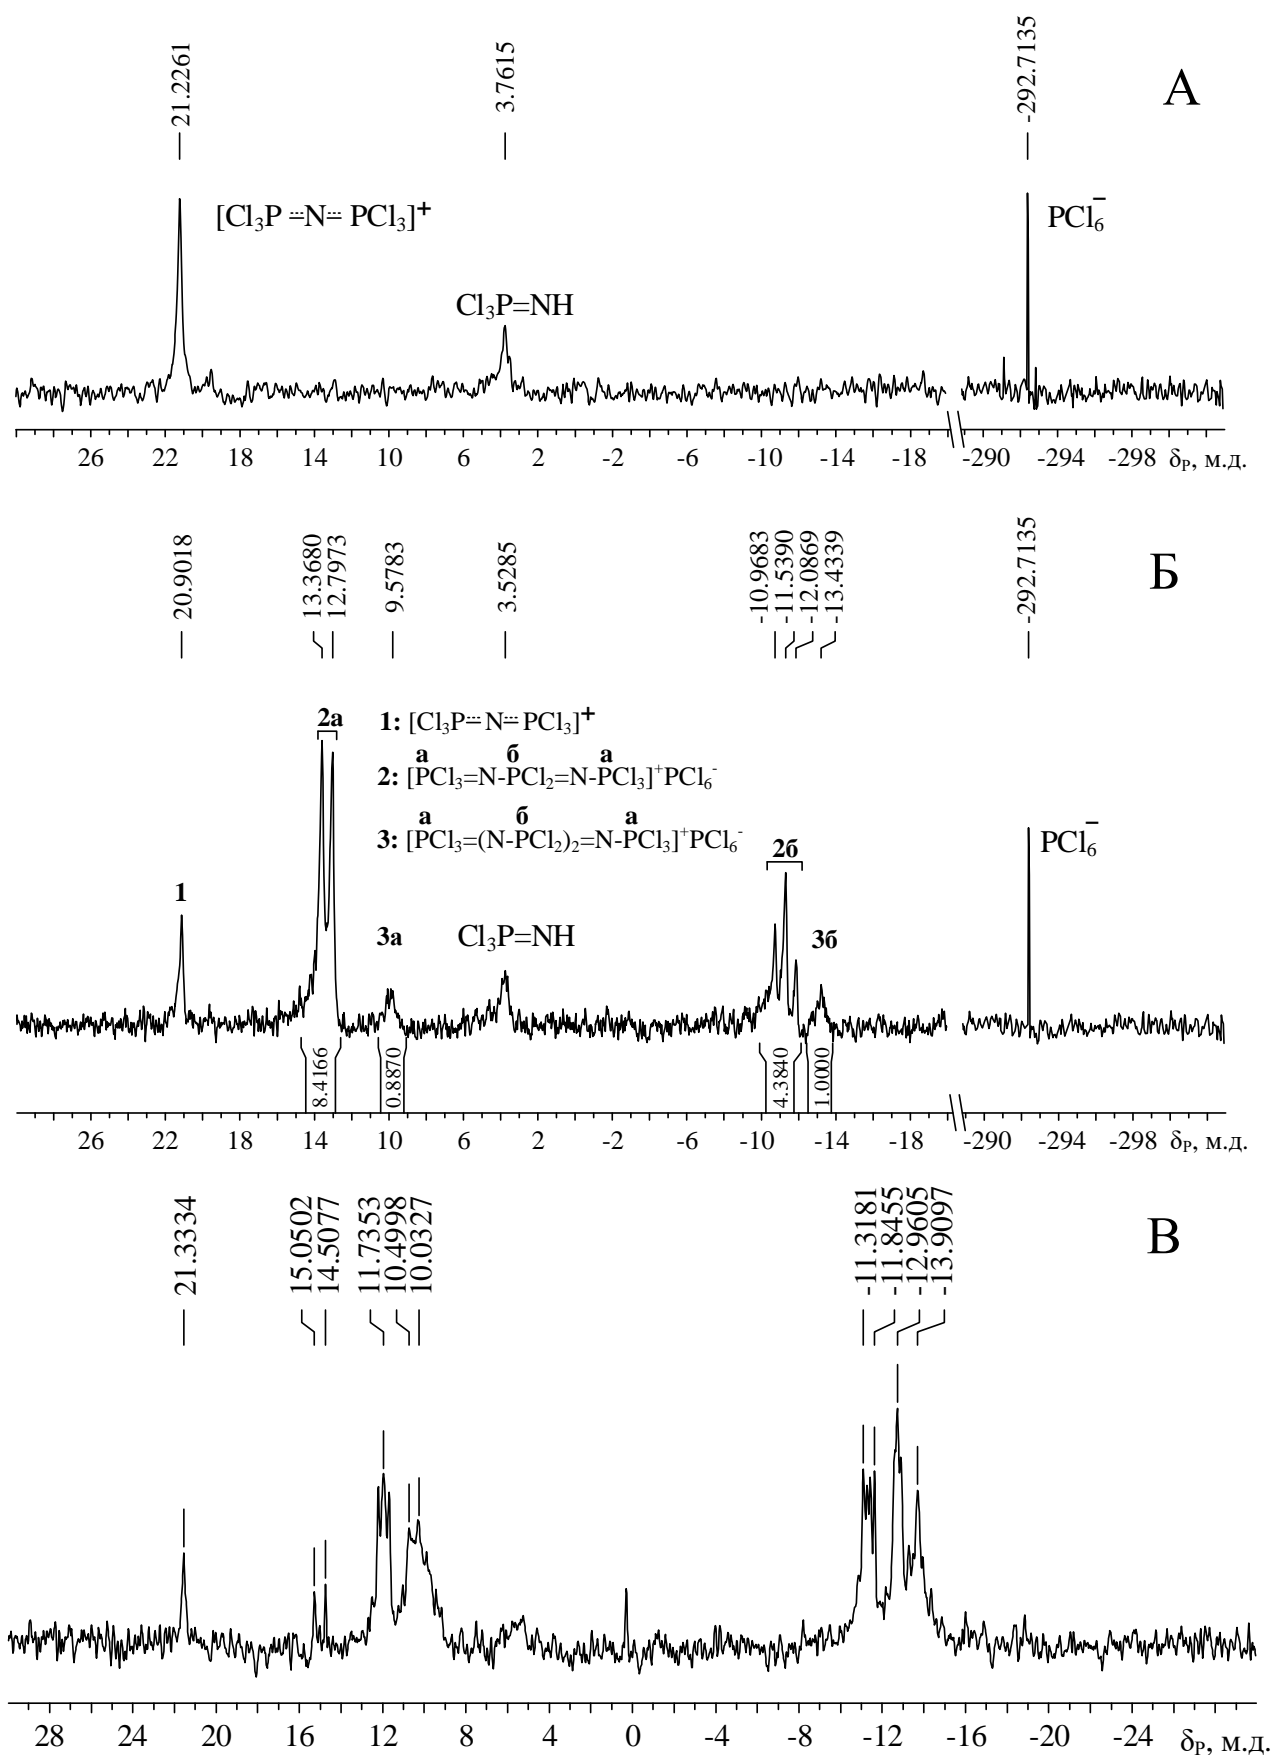 21.2261
3.7615
-292.7135
А
[Cl₃P=N=PCl₃]⁺
Cl₃P=NH
PCl₆⁻
26 22 18 14 10 6 2 -2 -6 -10 -14 -18 -290 -294 -298 δP, м.д.
20.9018
13.3680
12.7973
9.5783
3.5285
-10.9683
-11.5390
-12.0869
-13.4339
-292.7135
Б
2а
1: [Cl₃P=N=PCl₃]⁺
а б а
2: [PCl₃=N-PCl₂=N-PCl₃]⁺PCl₆⁻
а б а
3: [PCl₃=(N-PCl₂)₂=N-PCl₃]⁺PCl₆⁻
2б
PCl₆⁻
1
3а
Cl₃P=NH
3б
8.4166
0.8870
4.3840
1.0000
26 22 18 14 10 6 2 -2 -6 -10 -14 -18 -290 -294 -298 δP, м.д.
21.3334
15.0502
14.5077
11.7353
10.4998
10.0327
-11.3181
-11.8455
-12.9605
-13.9097
В
28 24 20 16 12 8 4 0 -4 -8 -12 -16 -20 -24 δP, м.д.